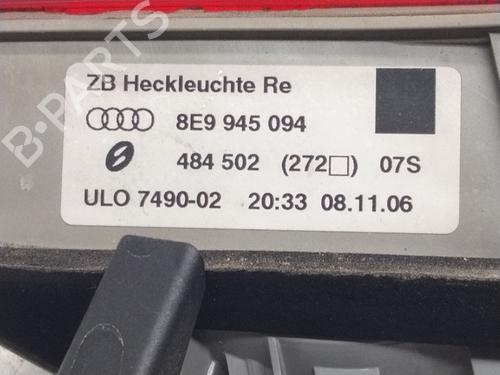 B-PARTS
ZB Heckleuchte Re
8E9 945 094
484 502 (272□) 07S
ULO 7490-02 20:33 08.11.06